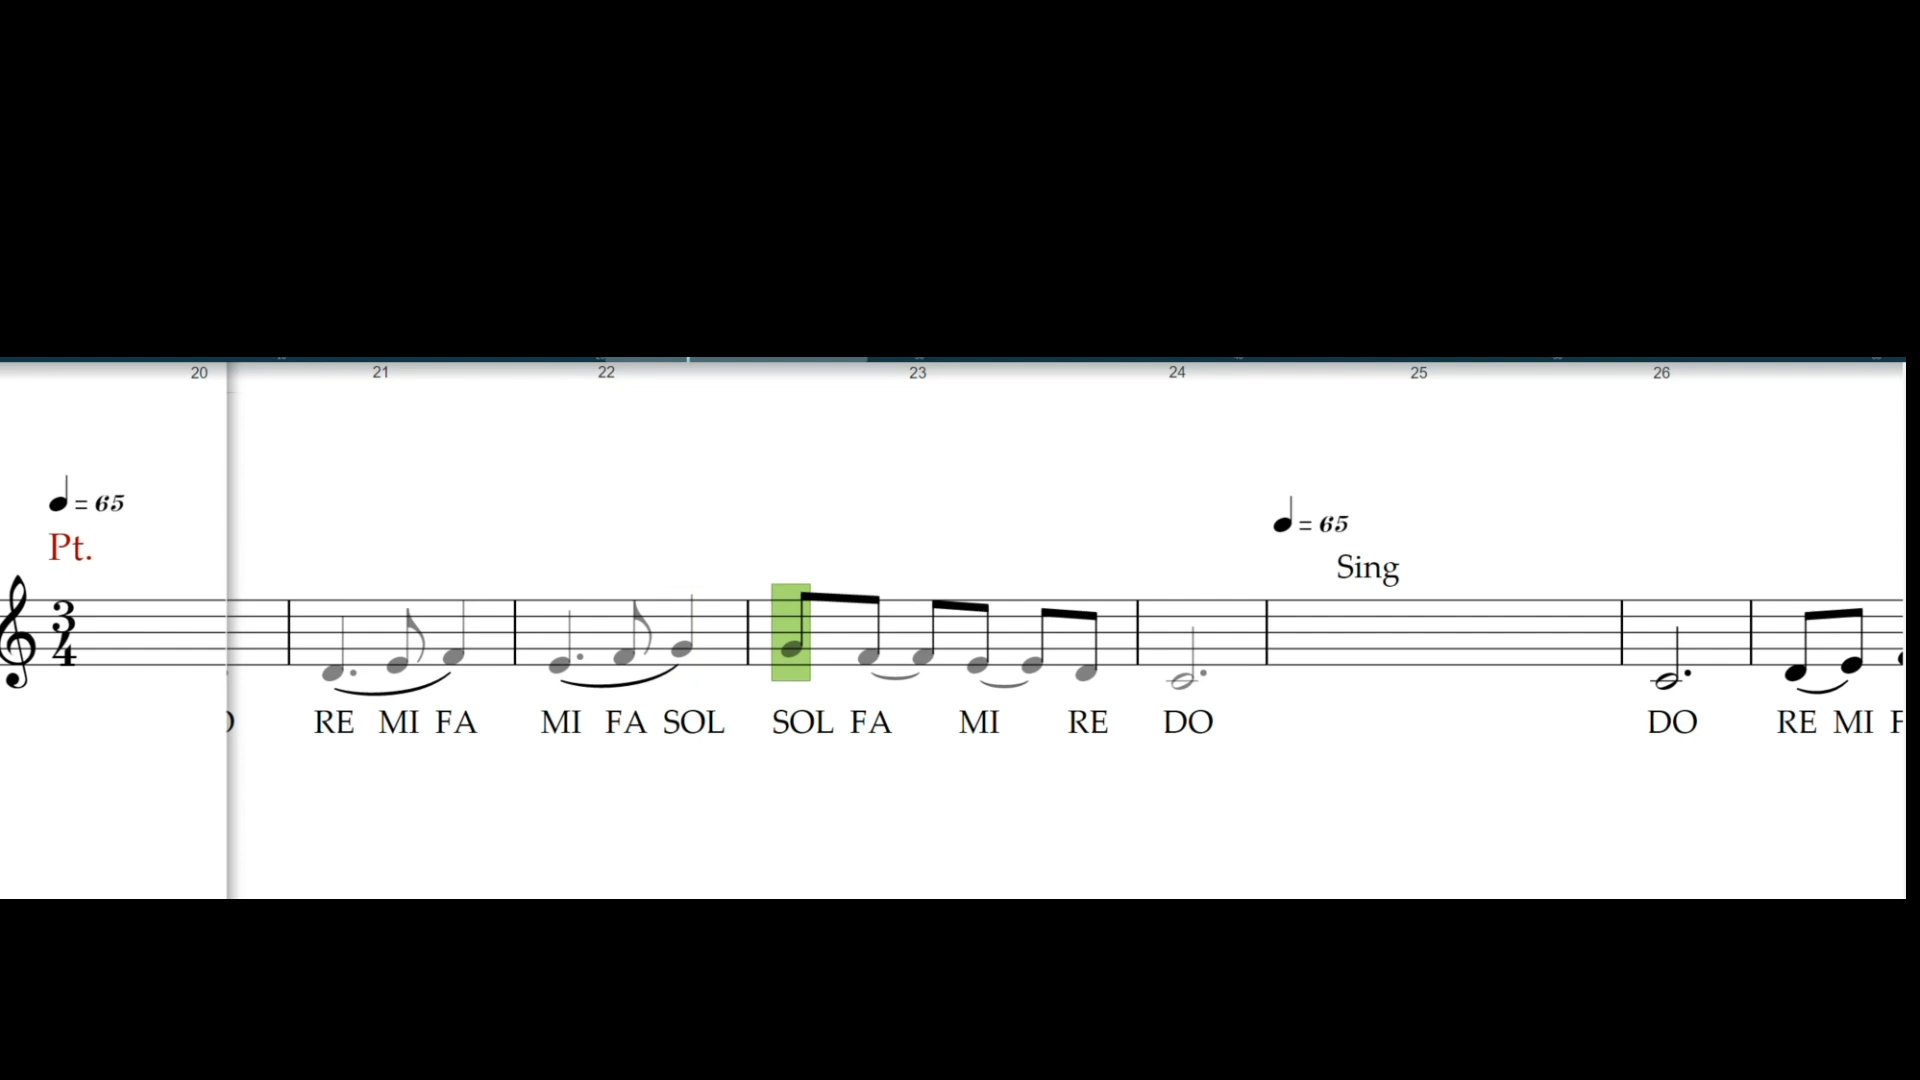 20 21 22 23 24 25 26
= 65
= 65
Pt.
Sing
3
4
RE MI FA MI FA SOL SOL FA MI RE DO DO RE MI